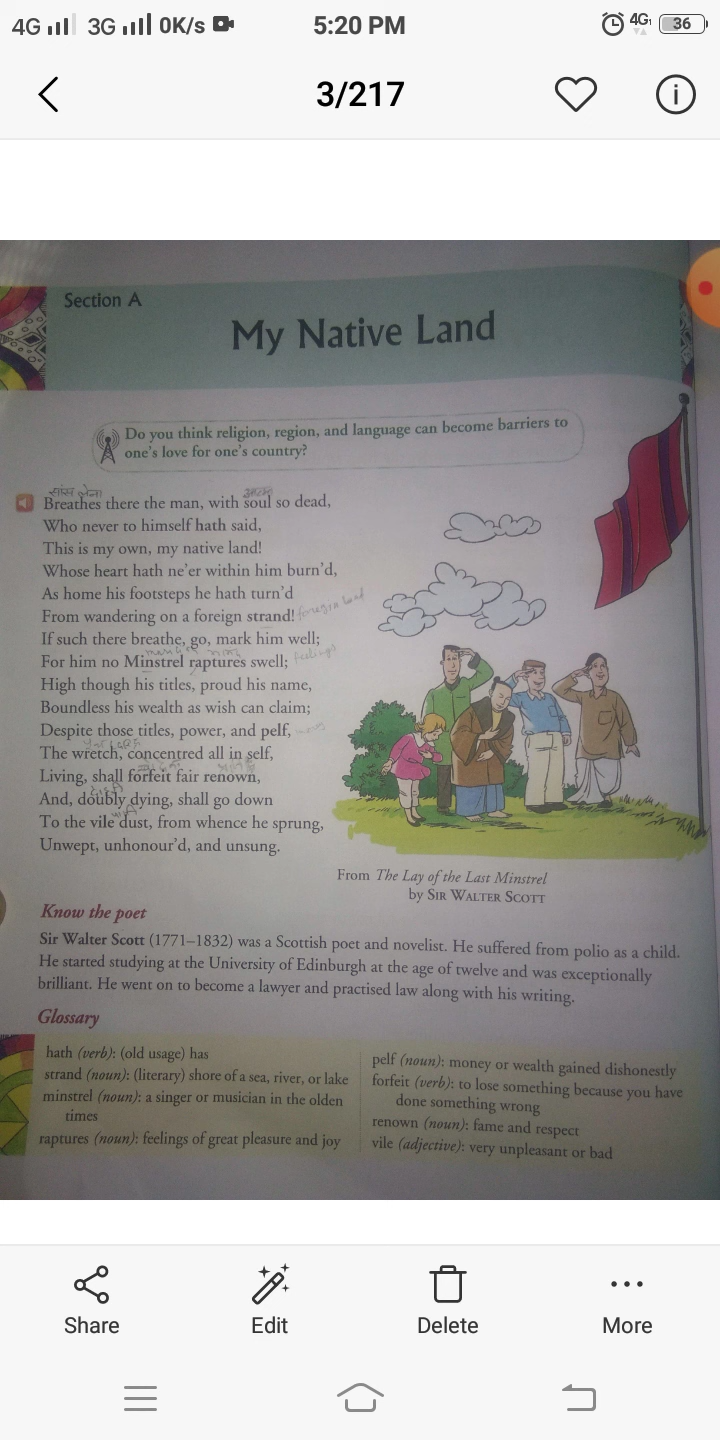 4G 3G 0K/s 5:20 PM 4G 36
3/217
Section A
My Native Land
Do you think religion, region, and language can become barriers to
one's love for one's country?
सांस लेना आत्मा
Breathes there the man, with soul so dead,
Who never to himself hath said,
This is my own, my native land!
Whose heart hath ne'er within him burn'd,
As home his footsteps he hath turn'd
From wandering on a foreign strand! foreign land
If such there breathe, go, mark him well;
For him no Minstrel raptures swell; feelings
High though his titles, proud his name,
Boundless his wealth as wish can claim;
Despite those titles, power, and pelf,
The wretch, concentred all in self,
Living, shall forfeit fair renown,
And, doubly dying, shall go down
To the vile dust, from whence he sprung,
Unwept, unhonour'd, and unsung.
From The Lay of the Last Minstrel
by SIR WALTER SCOTT
Know the poet
Sir Walter Scott (1771–1832) was a Scottish poet and novelist. He suffered from polio as a child.
He started studying at the University of Edinburgh at the age of twelve and was exceptionally
brilliant. He went on to become a lawyer and practised law along with his writing.
Glossary
hath (verb): (old usage) has
strand (noun): (literary) shore of a sea, river, or lake
minstrel (noun): a singer or musician in the olden
times
raptures (noun): feelings of great pleasure and joy
pelf (noun): money or wealth gained dishonestly
forfeit (verb): to lose something because you have
done something wrong
renown (noun): fame and respect
vile (adjective): very unpleasant or bad
Share Edit Delete More